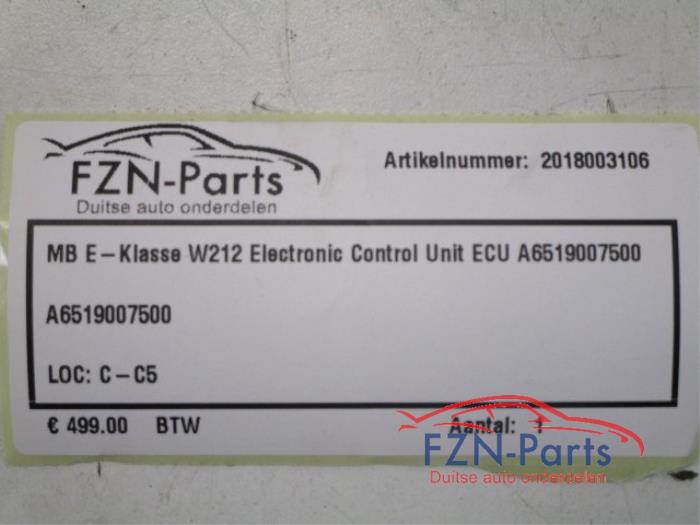 FZN-Parts
Duitse auto onderdelen
Artikelnummer: 2018003106
MB E-Klasse W212 Electronic Control Unit ECU A6519007500
A6519007500
LOC: C-C5
€ 499.00 BTW
Aantal: 1
FZN-Parts
Duitse auto onderdelen